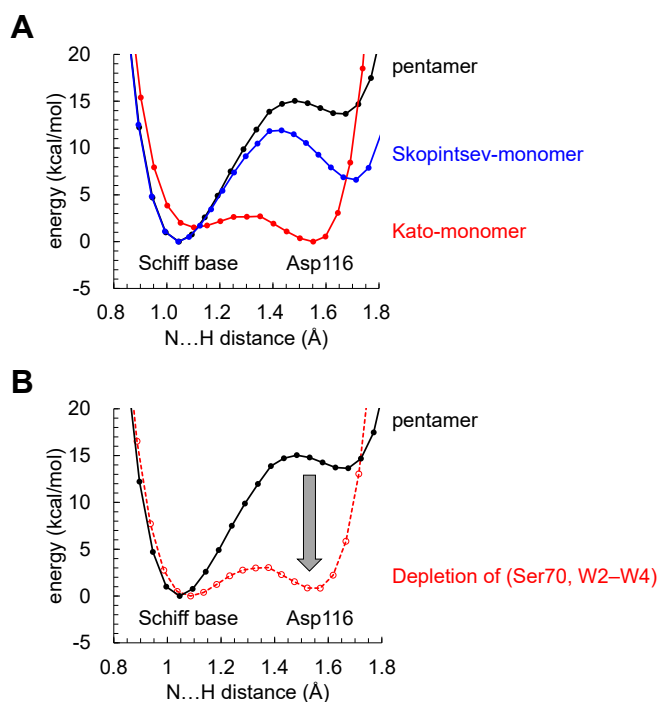 A
20
15
10
5
0
-5
energy (kcal/mol)
pentamer
Skopintsev-monomer
Kato-monomer
Schiff base
Asp116
0.8
1.0
1.2
1.4
1.6
1.8
N…H distance (Å)
B
20
15
10
5
0
-5
energy (kcal/mol)
pentamer
Depletion of (Ser70, W2–W4)
Schiff base
Asp116
0.8
1
1.2
1.4
1.6
1.8
N…H distance (Å)